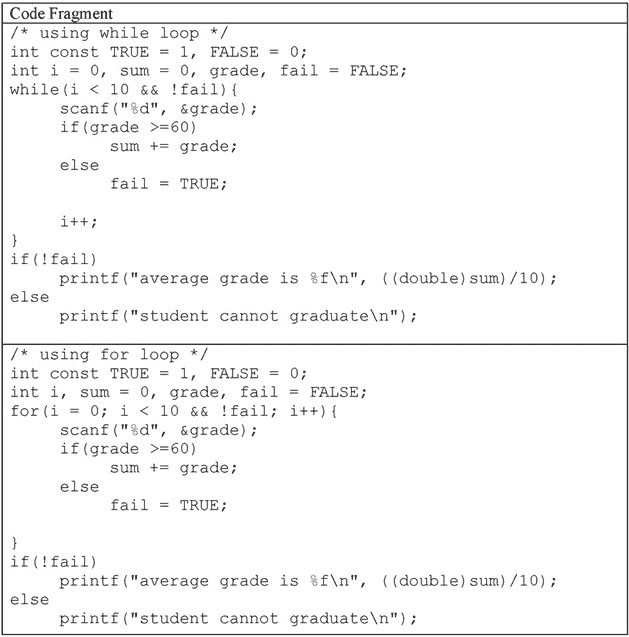 Code Fragment
/* using while loop */
int const TRUE = 1, FALSE = 0;
int i = 0, sum = 0, grade, fail = FALSE;
while(i < 10 && !fail){
     scanf("%d", &grade);
     if(grade >=60)
          sum += grade;
     else
          fail = TRUE;

     i++;
}
if(!fail)
     printf("average grade is %f\n", ((double)sum)/10);
else
     printf("student cannot graduate\n");
/* using for loop */
int const TRUE = 1, FALSE = 0;
int i, sum = 0, grade, fail = FALSE;
for(i = 0; i < 10 && !fail; i++){
     scanf("%d", &grade);
     if(grade >=60)
          sum += grade;
     else
          fail = TRUE;

}
if(!fail)
     printf("average grade is %f\n", ((double)sum)/10);
else
     printf("student cannot graduate\n");